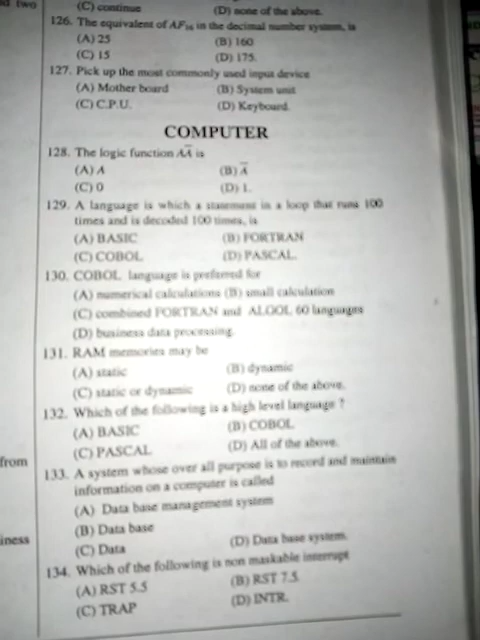 nd two
(C) continue (D) none of the above.
126. The equivalent of AF₁₆ in the decimal number system, is
(A) 25 (B) 160
(C) 15 (D) 175.
127. Pick up the most commonly used input device
(A) Mother board (B) System unit
(C) C.P.U. (D) Keyboard.
COMPUTER
128. The logic function AA̅ is
(A) A (B) A̅
(C) 0 (D) 1.
129. A language is which a statement in a loop that runs 100
times and is decoded 100 times, is
(A) BASIC (B) FORTRAN
(C) COBOL (D) PASCAL.
130. COBOL language is preferred for
(A) numerical calculations (B) small calculation
(C) combined FORTRAN and ALGOL 60 languages
(D) business data processing.
131. RAM memories may be
(A) static (B) dynamic
(C) static or dynamic (D) none of the above.
132. Which of the following is a high level language ?
(A) BASIC (B) COBOL
(C) PASCAL (D) All of the above.
from
133. A system whose over all purpose is to record and maintain
information on a computer is called
(A) Data base management system
(B) Data base
iness
(C) Data (D) Data base system.
134. Which of the following is non maskable interrupt
(A) RST 5.5 (B) RST 7.5
(C) TRAP (D) INTR.